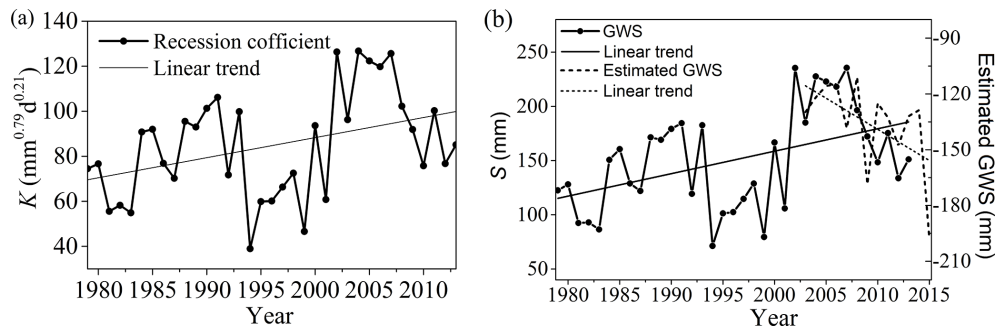 (a)
140
120
100
80
60
40
K (mm^0.79 d^0.21)
Recession cofficient
Linear trend
1980 1985 1990 1995 2000 2005 2010
Year
(b)
250
200
150
100
50
S (mm)
GWS
Linear trend
Estimated GWS
Linear trend
-90
-120
-150
-180
-210
Estimated GWS (mm)
1980 1985 1990 1995 2000 2005 2010 2015
Year